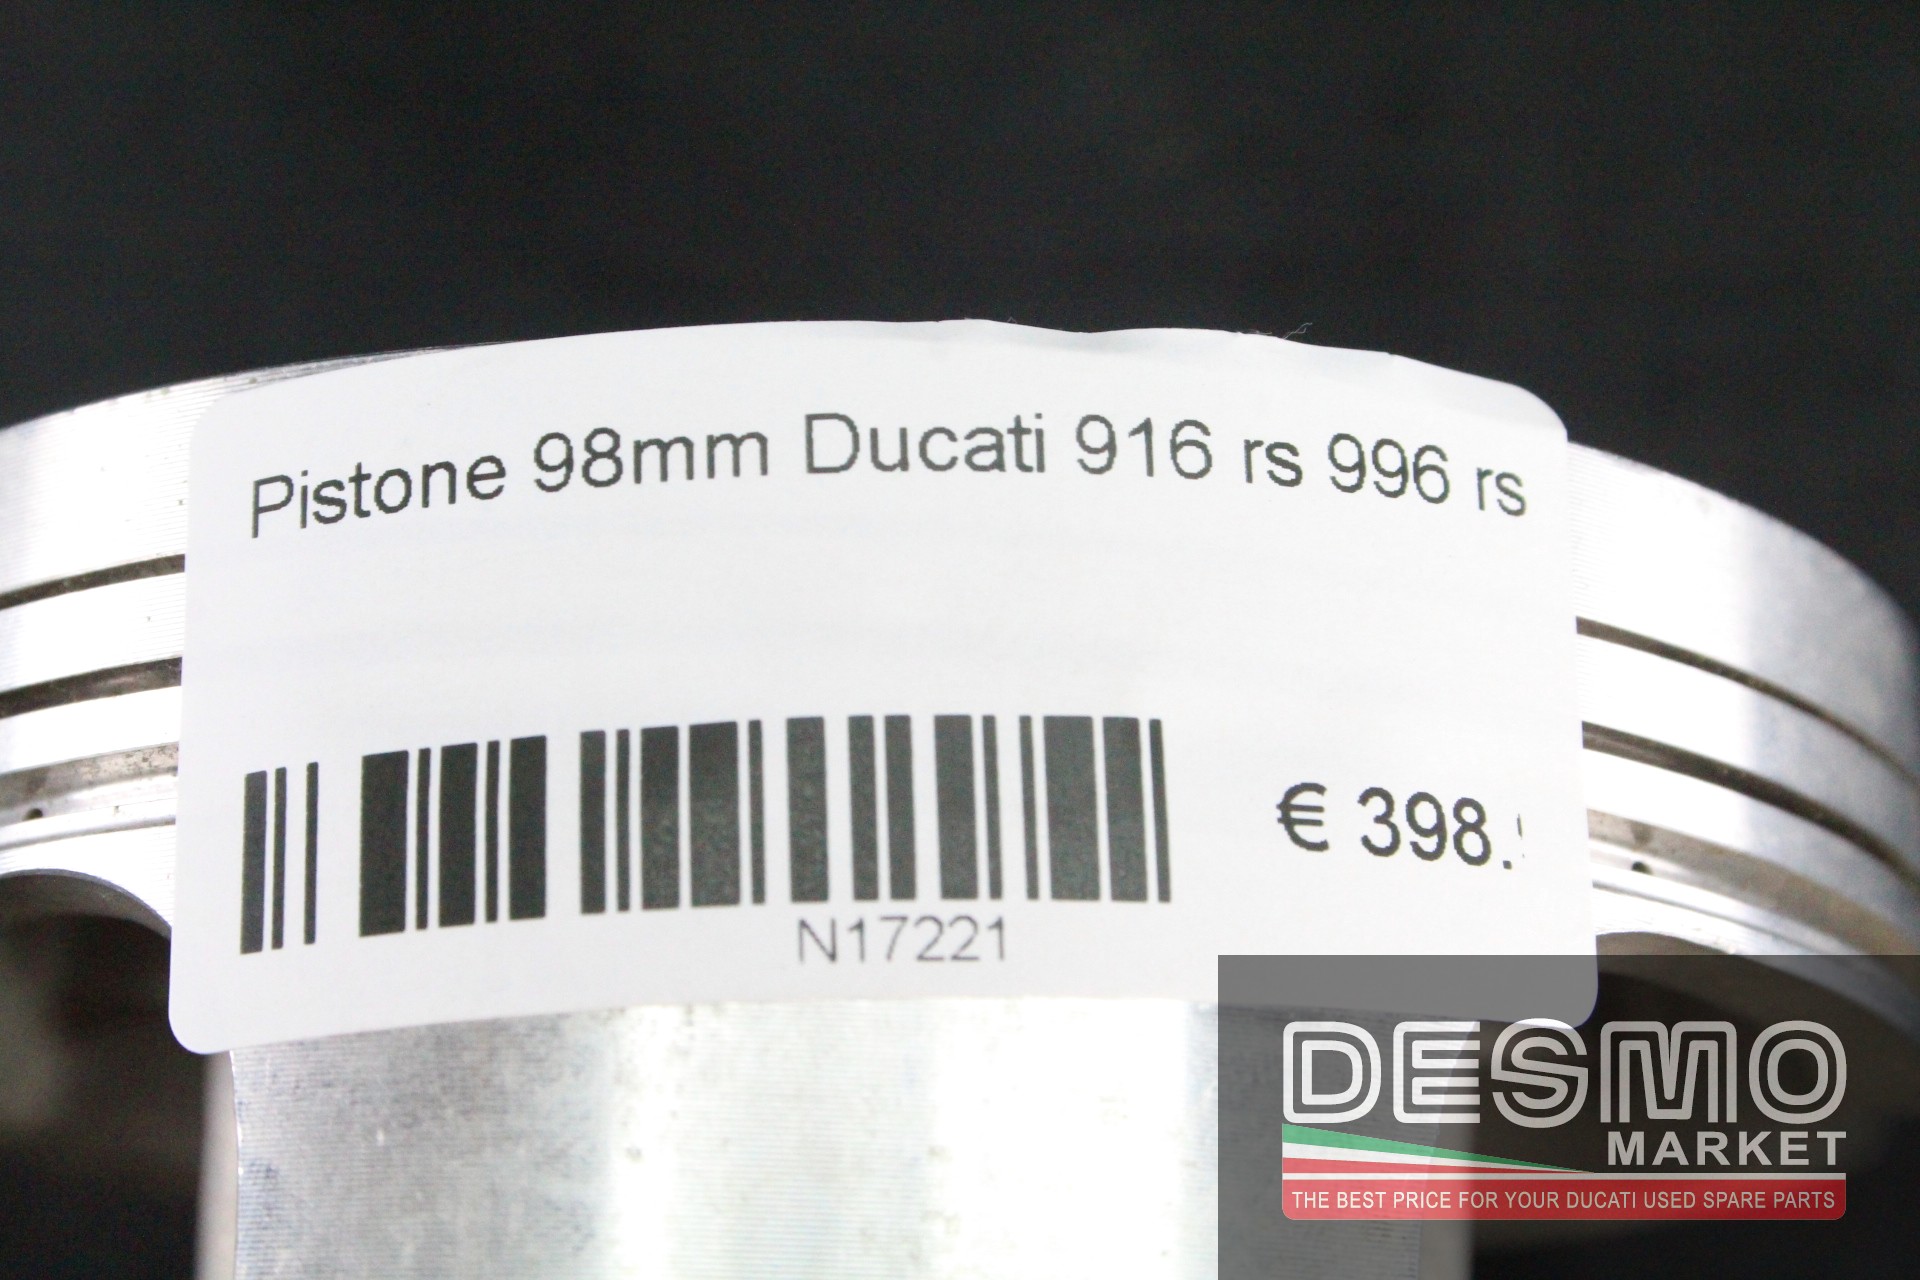 Pistone 98mm Ducati 916 rs 996 rs
€ 398.
N17221
DESMO
MARKET
THE BEST PRICE FOR YOUR DUCATI USED SPARE PARTS